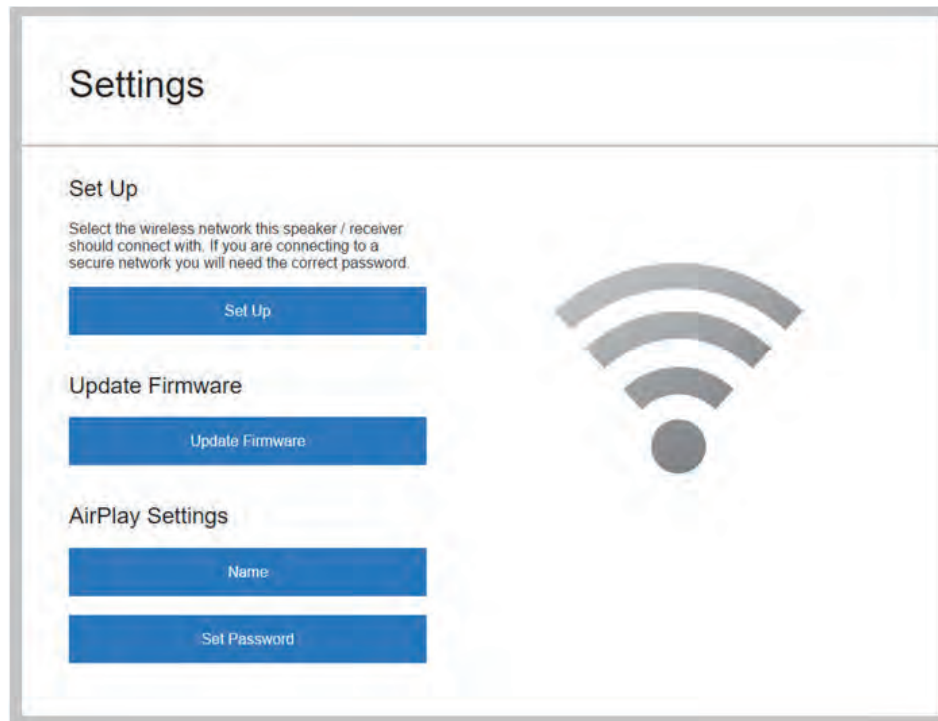 Settings
Set Up
Select the wireless network this speaker / receiver
should connect with. If you are connecting to a
secure network you will need the correct password.
Set Up
Update Firmware
Update Firmware
AirPlay Settings
Name
Set Password